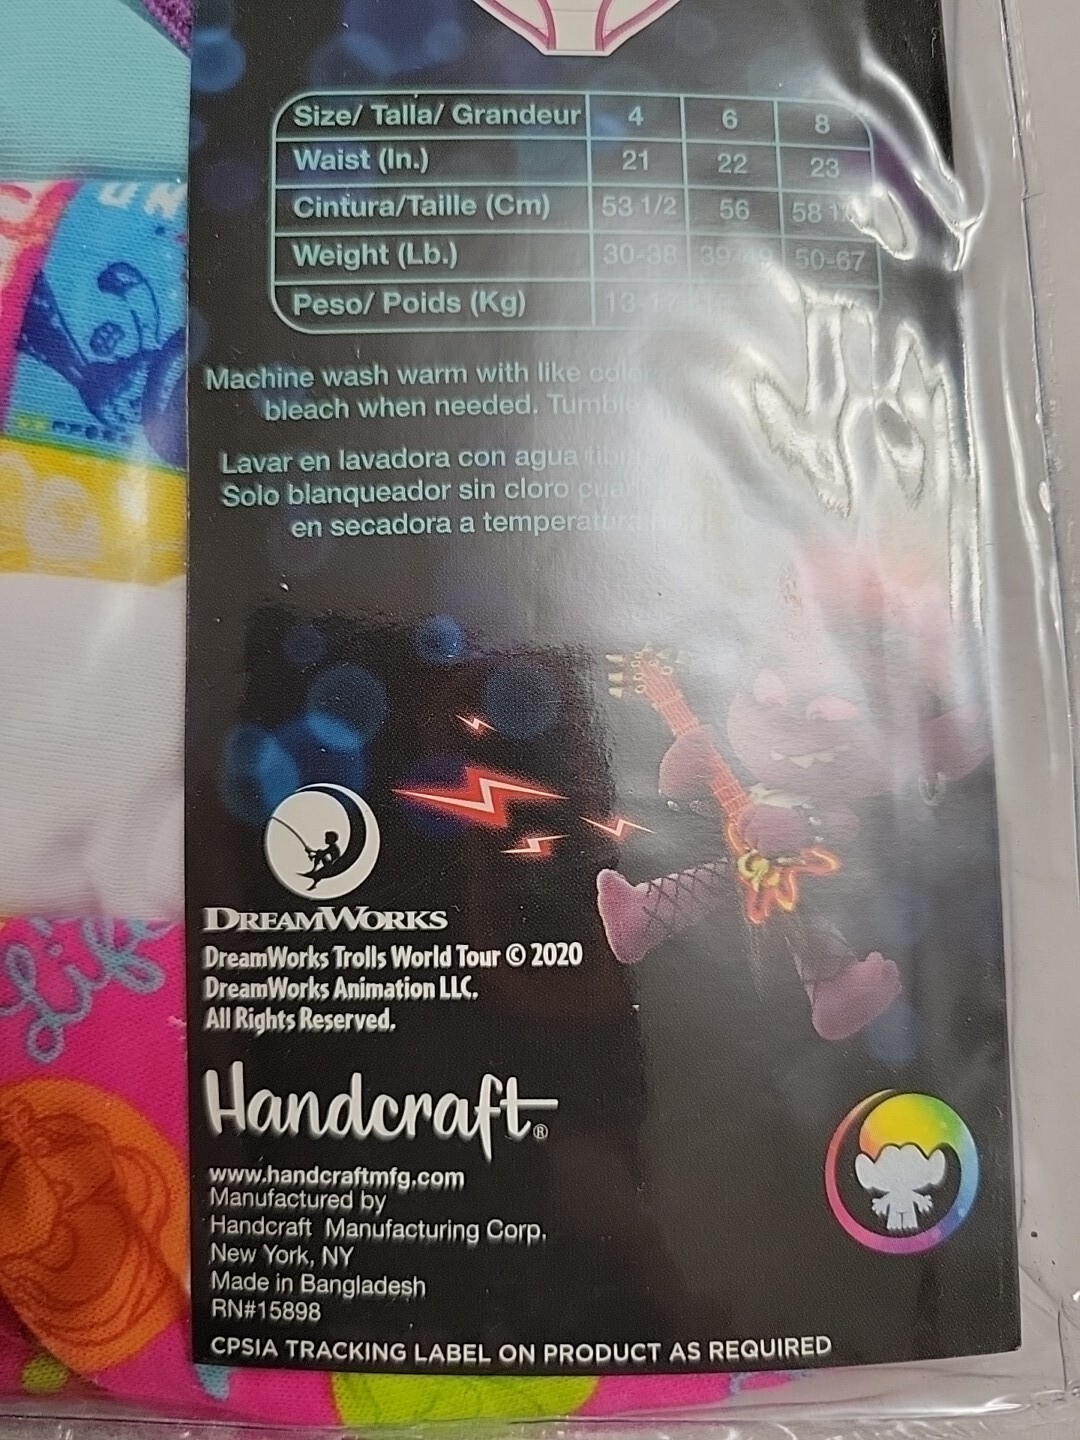 Size/ Talla/ Grandeur 4 6 8
Waist (In.) 21 22 23
Cintura/Taille (Cm) 53 1/2 56 58
Weight (Lb.) 30-38 50-67
Peso/ Poids (Kg)
Machine wash warm with like
bleach when needed. Tumble
Lavar en lavadora con agua
Solo blanqueador sin cloro
en secadora a temperatura
DREAMWORKS
DreamWorks Trolls World Tour © 2020
DreamWorks Animation LLC.
All Rights Reserved.
Handcraft®
www.handcraftmfg.com
Manufactured by
Handcraft Manufacturing Corp.
New York, NY
Made in Bangladesh
RN#15898
CPSIA TRACKING LABEL ON PRODUCT AS REQUIRED